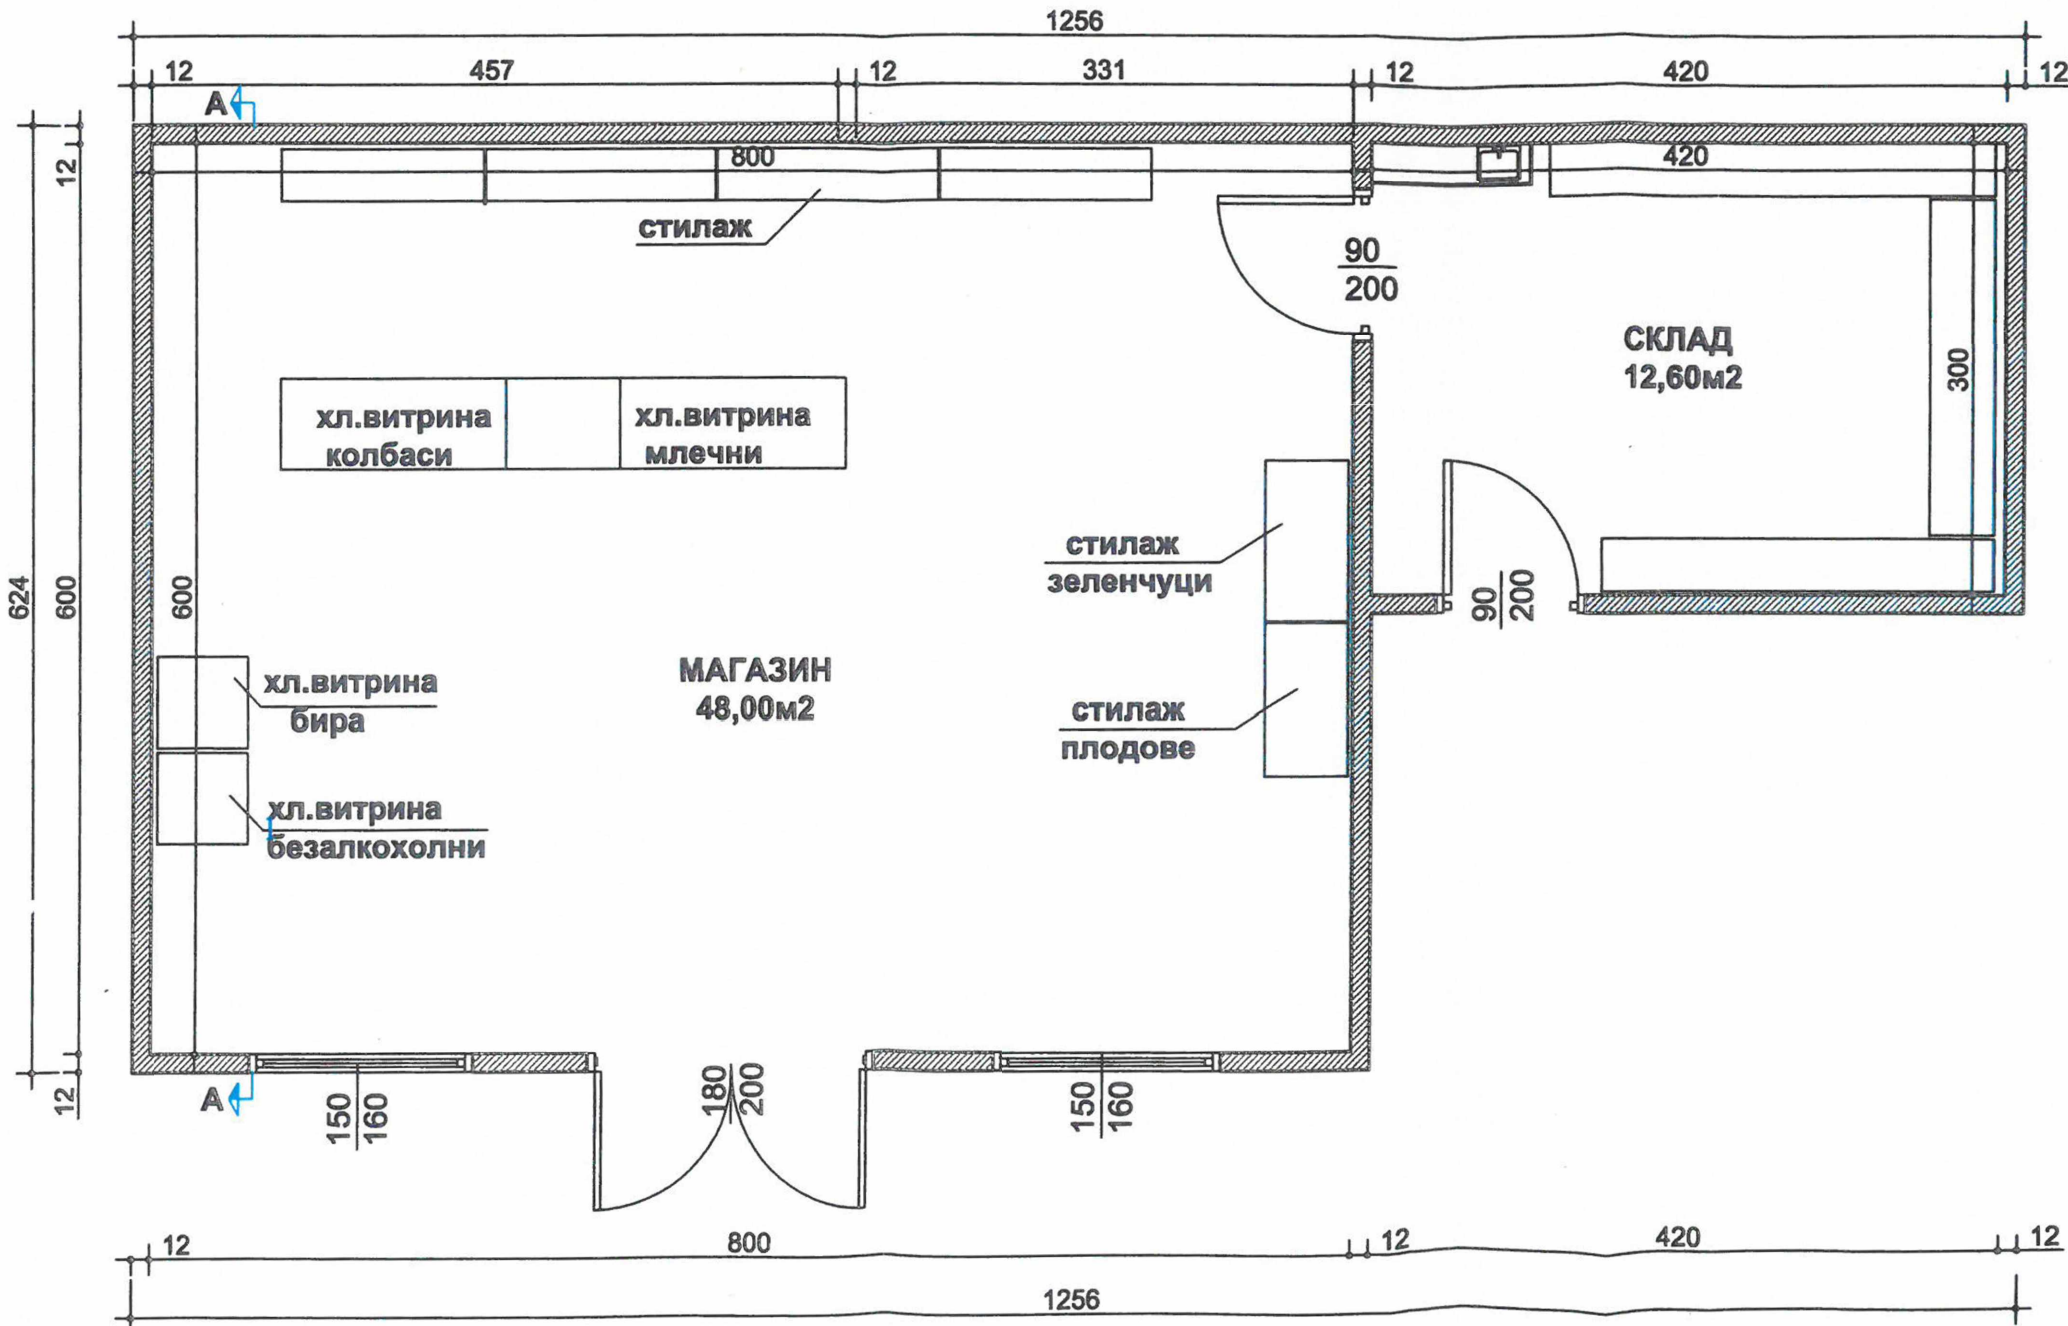 1256
12 457 12 331 12 420 12
A
12
800
420
стилаж
90
200
СКЛАД
12,60м2
300
хл.витрина
колбаси
хл.витрина
млечни
стилаж
зеленчуци
90
200
624
600
600
МАГАЗИН
48,00м2
хл.витрина
бира
стилаж
плодове
хл.витрина
безалкохолни
12
A
150
160
180
200
150
160
12 800 12 420 12
1256